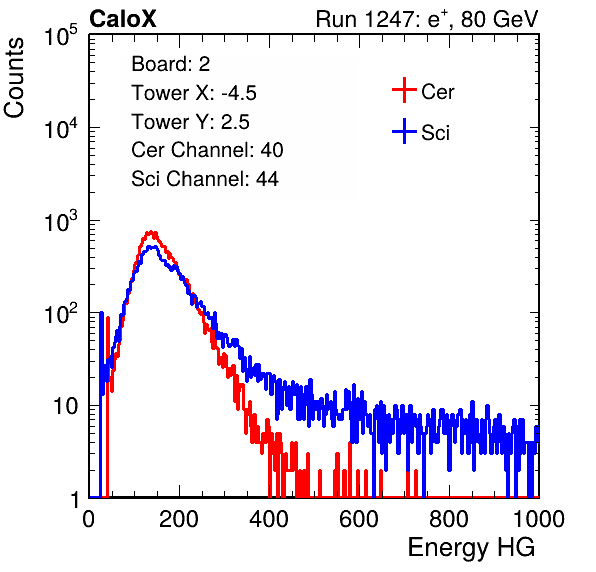 CaloX Run 1247: e⁺, 80 GeV
Counts
10⁵
10⁴
10³
10²
10
1
Board: 2
Tower X: -4.5
Tower Y: 2.5
Cer Channel: 40
Sci Channel: 44
Cer
Sci
0 200 400 600 800 1000
Energy HG